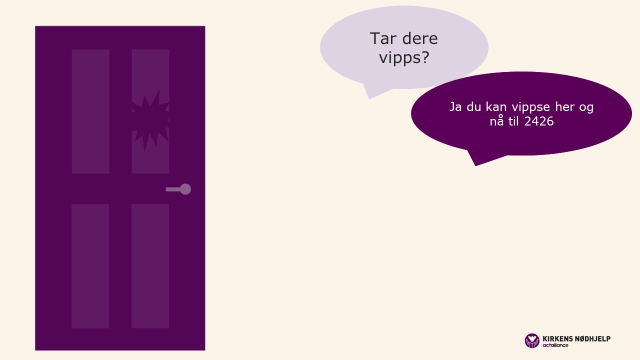 Tar dere
vipps?
Ja du kan vippse her og
nå til 2426
KIRKENS NØDHJELP
actalliance